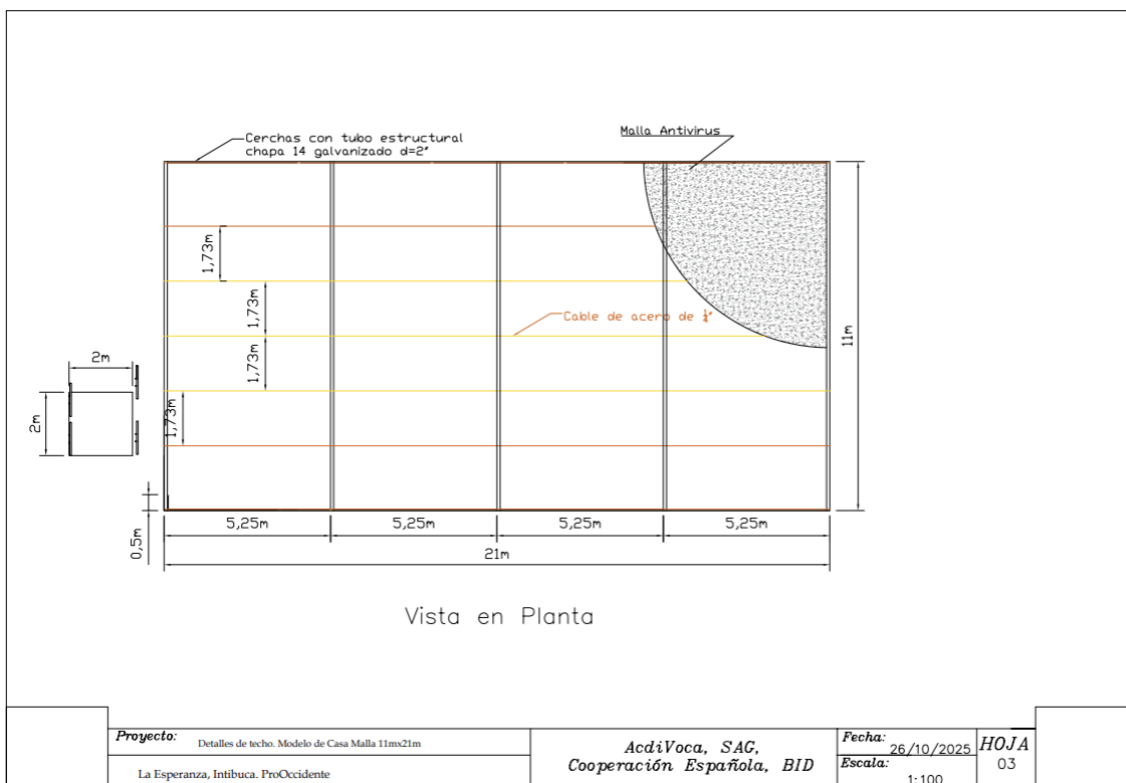 Cerchas con tubo estructural
chapa 14 galvanizado d=2"
Malla Antivirus
1,73m
1,73m
Cable de acero de ¼"
11m
2m
1,73m
2m
1,73m
0,5m
5,25m
5,25m
5,25m
5,25m
21m
Vista en Planta
Proyecto:
Detalles de techo. Modelo de Casa Malla 11mx21m
La Esperanza, Intibuca. ProOccidente
AcdiVoca, SAG,
Cooperación Española, BID
Fecha:
26/10/2025
Escala:
1:100
HOJA
03